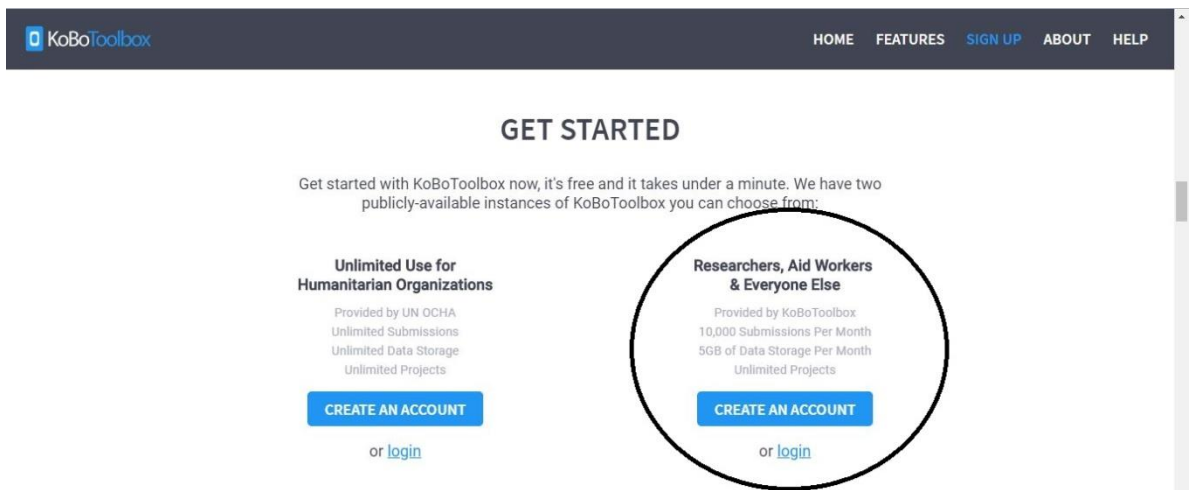 KoBoToolbox
HOME FEATURES SIGN UP ABOUT HELP
GET STARTED
Get started with KoBoToolbox now, it's free and it takes under a minute. We have two
publicly-available instances of KoBoToolbox you can choose from:
Unlimited Use for
Humanitarian Organizations
Provided by UN OCHA
Unlimited Submissions
Unlimited Data Storage
Unlimited Projects
CREATE AN ACCOUNT
or login
Researchers, Aid Workers
& Everyone Else
Provided by KoBoToolbox
10,000 Submissions Per Month
5GB of Data Storage Per Month
Unlimited Projects
CREATE AN ACCOUNT
or login